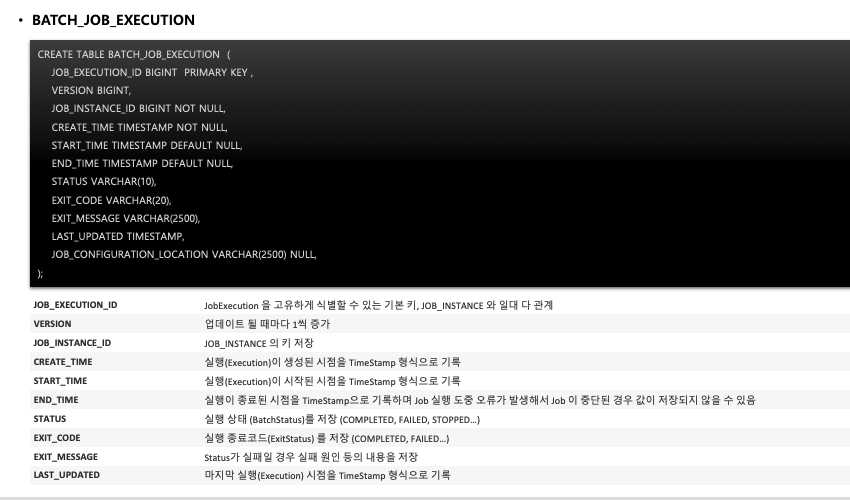 • BATCH_JOB_EXECUTION
CREATE TABLE BATCH_JOB_EXECUTION (
JOB_EXECUTION_ID BIGINT PRIMARY KEY ,
VERSION BIGINT,
JOB_INSTANCE_ID BIGINT NOT NULL,
CREATE_TIME TIMESTAMP NOT NULL,
START_TIME TIMESTAMP DEFAULT NULL,
END_TIME TIMESTAMP DEFAULT NULL,
STATUS VARCHAR(10),
EXIT_CODE VARCHAR(20),
EXIT_MESSAGE VARCHAR(2500),
LAST_UPDATED TIMESTAMP,
JOB_CONFIGURATION_LOCATION VARCHAR(2500) NULL,
);
JOB_EXECUTION_ID JobExecution 을 고유하게 식별할 수 있는 기본 키, JOB_INSTANCE 와 일대 다 관계
VERSION 업데이트 될 때마다 1씩 증가
JOB_INSTANCE_ID JOB_INSTANCE 의 키 저장
CREATE_TIME 실행(Execution)이 생성된 시점을 TimeStamp 형식으로 기록
START_TIME 실행(Execution)이 시작된 시점을 TimeStamp 형식으로 기록
END_TIME 실행이 종료된 시점을 TimeStamp으로 기록하며 Job 실행 도중 오류가 발생해서 Job 이 중단된 경우 값이 저장되지 않을 수 있음
STATUS 실행 상태 (BatchStatus)를 저장 (COMPLETED, FAILED, STOPPED…)
EXIT_CODE 실행 종료코드(ExitStatus) 를 저장 (COMPLETED, FAILED…)
EXIT_MESSAGE Status가 실패일 경우 실패 원인 등의 내용을 저장
LAST_UPDATED 마지막 실행(Execution) 시점을 TimeStamp 형식으로 기록